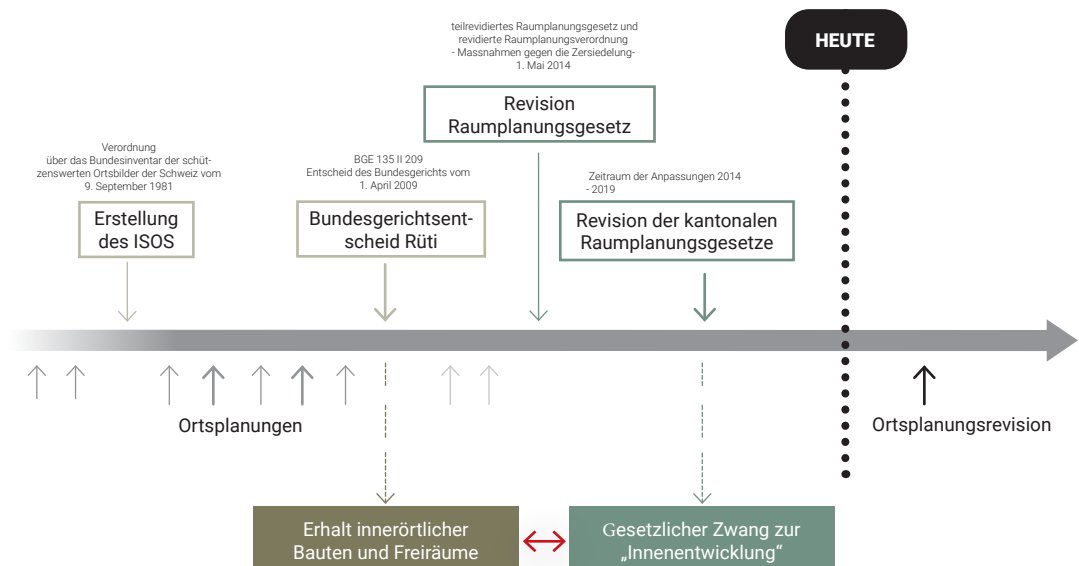 teilrevidiertes Raumplanungsgesetz und
revidierte Raumplanungsverordnung
- Massnahmen gegen die Zersiedelung-
1. Mai 2014
Revision
Raumplanungsgesetz
HEUTE
Verordnung
über das Bundesinventar der schüt-
zenswerten Ortsbilder der Schweiz vom
9. September 1981
Erstellung
des ISOS
BGE 135 II 209
Entscheid des Bundesgerichts vom
1. April 2009
Bundesgerichtsent-
scheid Rüti
Zeitraum der Anpassungen 2014
- 2019
Revision der kantonalen
Raumplanungsgesetze
Ortsplanungen
Ortsplanungsrevision
Erhalt innerörtlicher
Bauten und Freiräume
Gesetzlicher Zwang zur
„Innenentwicklung“